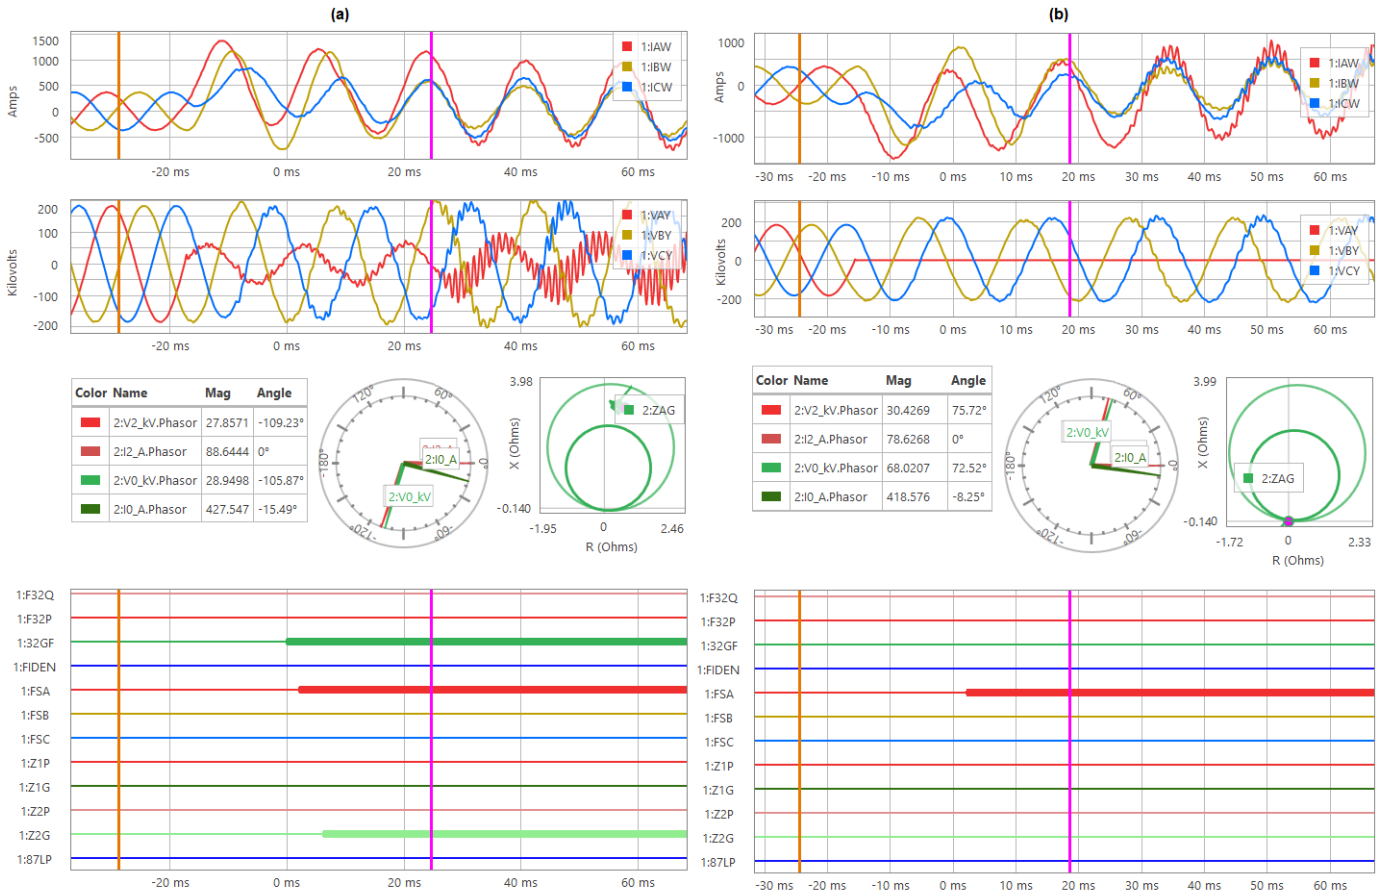 (a)
1500
1000
500
0
-500
Amps
1:IAW
1:IBW
1:ICW
-20 ms 0 ms 20 ms 40 ms 60 ms
200
100
0
-100
-200
Kilovolts
1:VAY
1:VBY
1:VCY
-20 ms 0 ms 20 ms 40 ms 60 ms
Color Name Mag Angle
2:V2_kV.Phasor 27.8571 -109.23°
2:I2_A.Phasor 88.6444 0°
2:V0_kV.Phasor 28.9498 -105.87°
2:I0_A.Phasor 427.547 -15.49°
120°
60°
-180°
0°
-120°
-60°
2:I0_A
2:V0_kV
3.98
X (Ohms)
-0.140
-1.95 0 2.46
R (Ohms)
2:ZAG
1:F32Q
1:F32P
1:32GF
1:FIDEN
1:FSA
1:FSB
1:FSC
1:Z1P
1:Z1G
1:Z2P
1:Z2G
1:87LP
-20 ms 0 ms 20 ms 40 ms 60 ms
(b)
1000
0
-1000
Amps
1:IAW
1:IBW
1:ICW
-30 ms -20 ms -10 ms 0 ms 10 ms 20 ms 30 ms 40 ms 50 ms 60 ms
200
0
-200
Kilovolts
1:VAY
1:VBY
1:VCY
-30 ms -20 ms -10 ms 0 ms 10 ms 20 ms 30 ms 40 ms 50 ms 60 ms
Color Name Mag Angle
2:V2_kV.Phasor 30.4269 75.72°
2:I2_A.Phasor 78.6268 0°
2:V0_kV.Phasor 68.0207 72.52°
2:I0_A.Phasor 418.576 -8.25°
120°
60°
-180°
0°
-120°
-60°
2:V0_kV
2:I0_A
3.99
X (Ohms)
-0.140
-1.72 0 2.33
R (Ohms)
2:ZAG
1:F32Q
1:F32P
1:32GF
1:FIDEN
1:FSA
1:FSB
1:FSC
1:Z1P
1:Z1G
1:Z2P
1:Z2G
1:87LP
-30 ms -20 ms -10 ms 0 ms 10 ms 20 ms 30 ms 40 ms 50 ms 60 ms